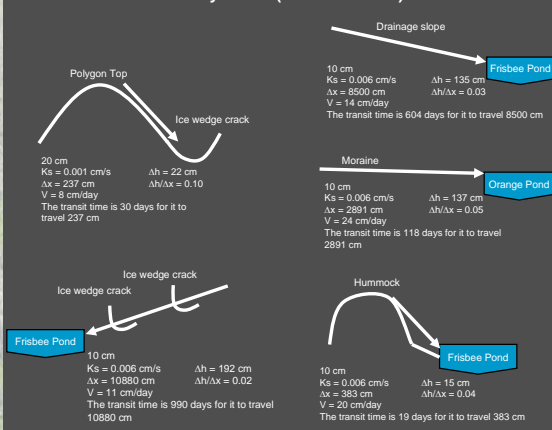 Drainage slope
Frisbee Pond
10 cm
Ks = 0.006 cm/s Δh = 135 cm
Δx = 8500 cm Δh/Δx = 0.03
V = 14 cm/day
The transit time is 604 days for it to travel 8500 cm
Polygon Top
Ice wedge crack
20 cm
Ks = 0.001 cm/s Δh = 22 cm
Δx = 237 cm Δh/Δx = 0.10
V = 8 cm/day
The transit time is 30 days for it to
travel 237 cm
Moraine
Orange Pond
10 cm
Ks = 0.006 cm/s Δh = 137 cm
Δx = 2891 cm Δh/Δx = 0.05
V = 24 cm/day
The transit time is 118 days for it to travel
2891 cm
Ice wedge crack
Ice wedge crack
Frisbee Pond
10 cm
Ks = 0.006 cm/s Δh = 192 cm
Δx = 10880 cm Δh/Δx = 0.02
V = 11 cm/day
The transit time is 990 days for it to travel
10880 cm
Hummock
Frisbee Pond
10 cm
Ks = 0.006 cm/s Δh = 15 cm
Δx = 383 cm Δh/Δx = 0.04
V = 20 cm/day
The transit time is 19 days for it to travel 383 cm